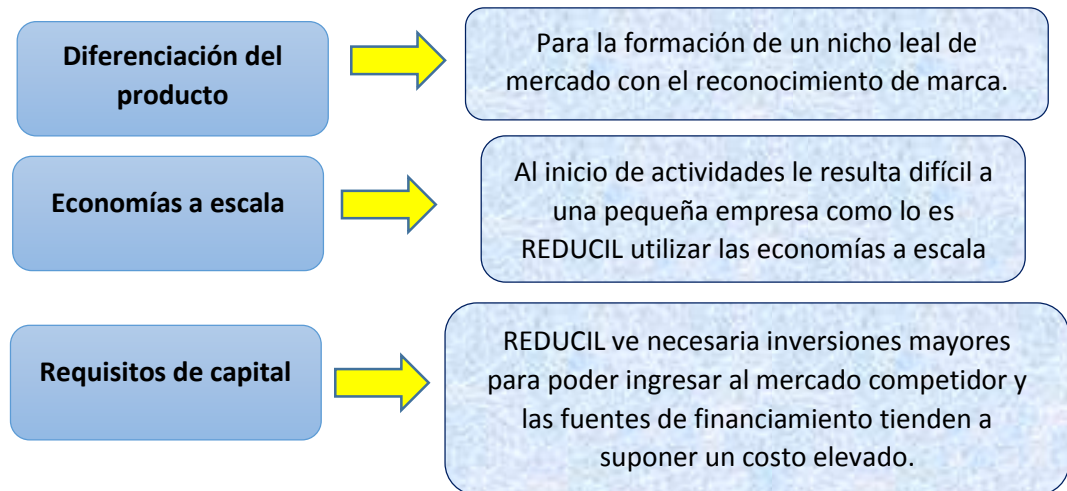 Diferenciación del
producto
Para la formación de un nicho leal de
mercado con el reconocimiento de marca.
Economías a escala
Al inicio de actividades le resulta difícil a
una pequeña empresa como lo es
REDUCIL utilizar las economías a escala
Requisitos de capital
REDUCIL ve necesaria inversiones mayores
para poder ingresar al mercado competidor y
las fuentes de financiamiento tienden a
suponer un costo elevado.